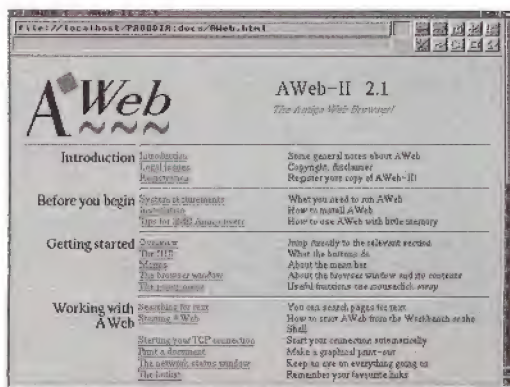 file://localhost/PROGDIR:docs/AWeb.html
AWeb
AWeb-II 2.1
The Amiga Web Browser!
Introduction
Introduction Some general notes about AWeb
Legal issues Copyright, disclaimer
Registration Register your copy of AWeb-II!
Before you begin
System requirements What you need to run AWeb
Installation How to install AWeb
Tips for How to use AWeb with little memory
Getting started
Overview Jump directly to the relevant section
The What the buttons do
Menus About the menu bar
The browser window About the browser window and its contents
The popup menu Useful functions one mouseclick away
Working with AWeb
Searching for text You can search pages for text
Starting AWeb How to start AWeb from the Workbench or the Shell
Starting your TCP connection Start your connection automatically
Print a document Make a graphical print-out
The network status window Keep an eye on everything going on
The hotlist Remember your favourite links